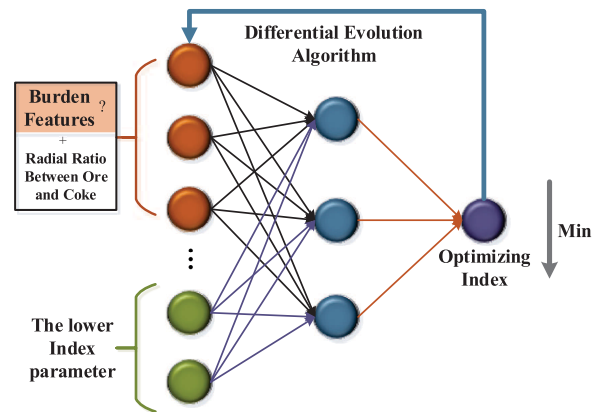 Differential Evolution
Algorithm
Burden ?
Features
+
Radial Ratio
Between Ore
and Coke
...
The lower
Index
parameter
Optimizing
Index
Min